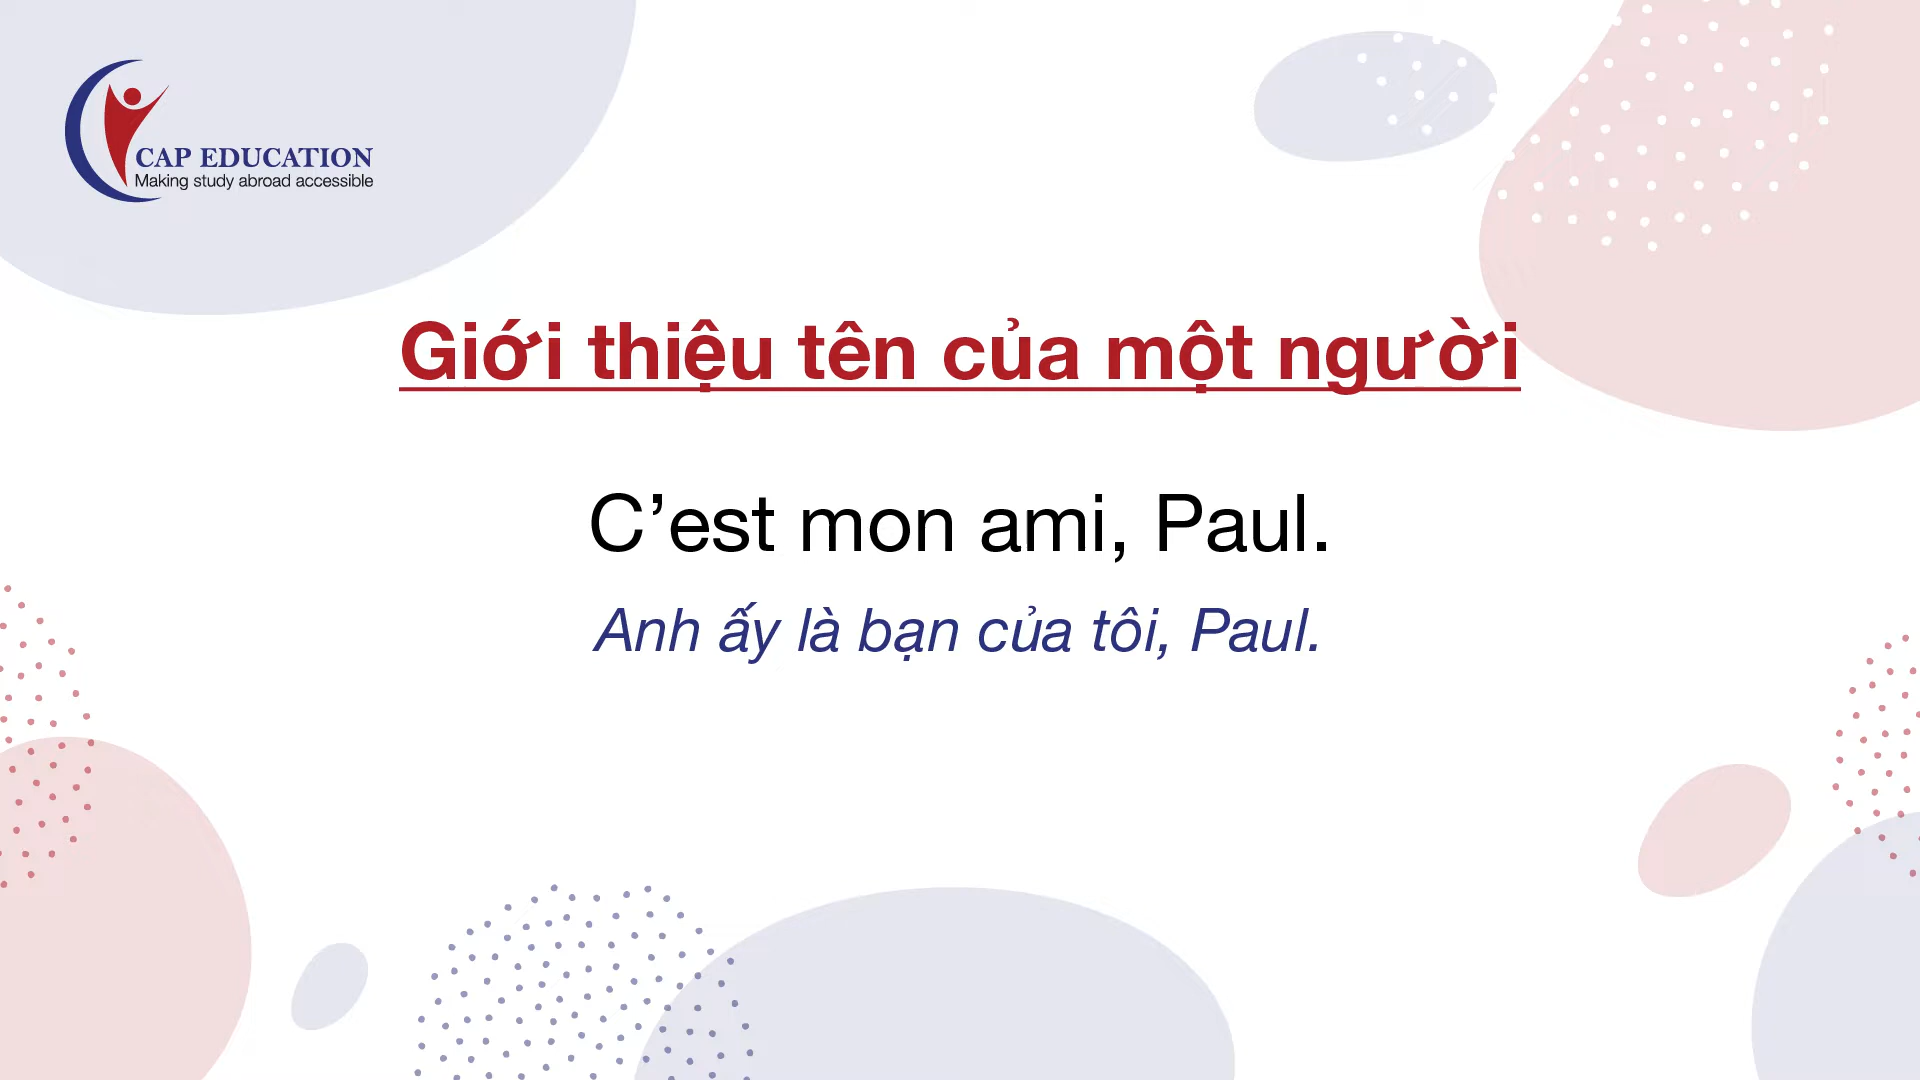 CAP EDUCATION
Making study abroad accessible
Giới thiệu tên của một người
C’est mon ami, Paul.
Anh ấy là bạn của tôi, Paul.